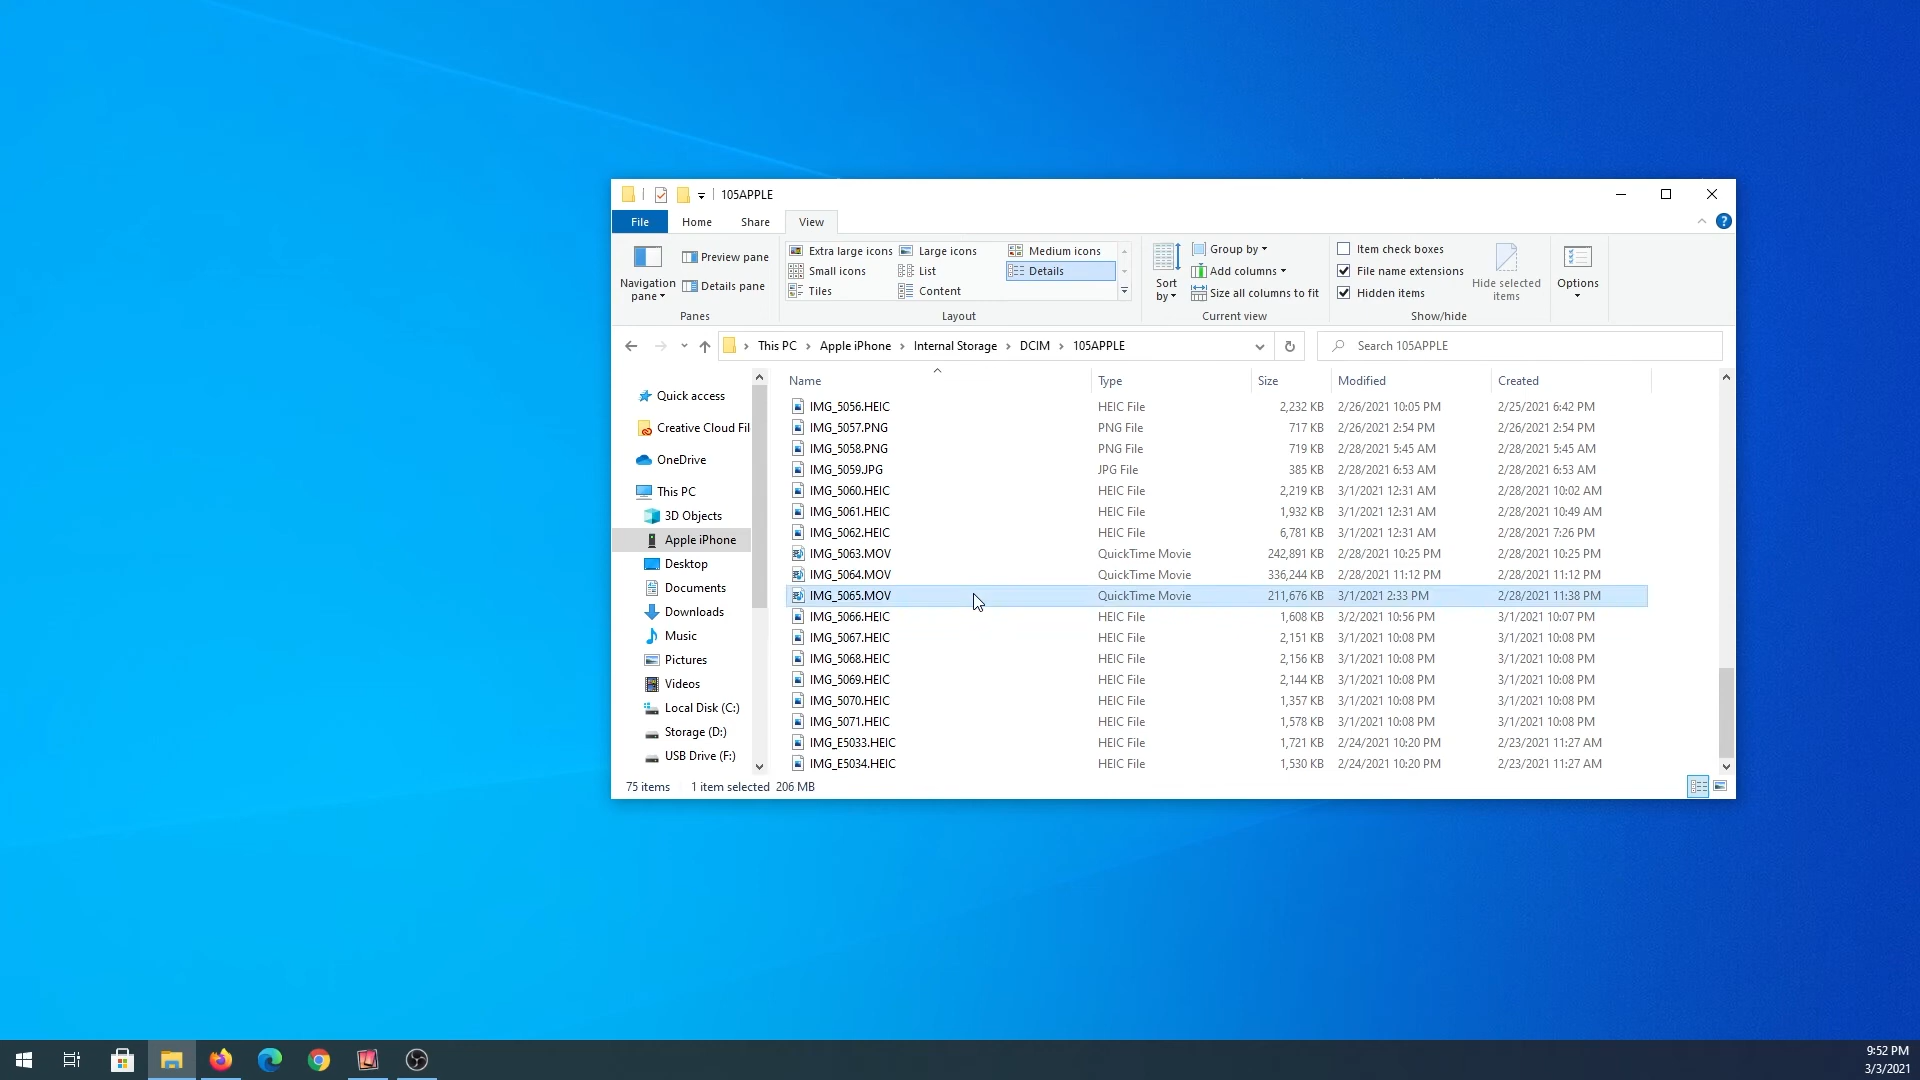 105APPLE
File Home Share View
Navigation pane
Preview pane
Details pane
Panes
Extra large icons Large icons Medium icons
Small icons List Details
Tiles Content
Layout
Sort by
Group by
Add columns
Size all columns to fit
Current view
Item check boxes
File name extensions
Hidden items
Hide selected items
Show/hide
Options
This PC Apple iPhone Internal Storage DCIM 105APPLE
Search 105APPLE
Quick access
Creative Cloud Fil
OneDrive
This PC
3D Objects
Apple iPhone
Desktop
Documents
Downloads
Music
Pictures
Videos
Local Disk (C:)
Storage (D:)
USB Drive (F:)
Name Type Size Modified Created
IMG_5056.HEIC HEIC File 2,232 KB 2/26/2021 10:05 PM 2/25/2021 6:42 PM
IMG_5057.PNG PNG File 717 KB 2/26/2021 2:54 PM 2/26/2021 2:54 PM
IMG_5058.PNG PNG File 719 KB 2/28/2021 5:45 AM 2/28/2021 5:45 AM
IMG_5059.JPG JPG File 385 KB 2/28/2021 6:53 AM 2/28/2021 6:53 AM
IMG_5060.HEIC HEIC File 2,219 KB 3/1/2021 12:31 AM 2/28/2021 10:02 AM
IMG_5061.HEIC HEIC File 1,932 KB 3/1/2021 12:31 AM 2/28/2021 10:49 AM
IMG_5062.HEIC HEIC File 6,781 KB 3/1/2021 12:31 AM 2/28/2021 7:26 PM
IMG_5063.MOV QuickTime Movie 242,891 KB 2/28/2021 10:25 PM 2/28/2021 10:25 PM
IMG_5064.MOV QuickTime Movie 336,244 KB 2/28/2021 11:12 PM 2/28/2021 11:12 PM
IMG_5065.MOV QuickTime Movie 211,676 KB 3/1/2021 2:33 PM 2/28/2021 11:38 PM
IMG_5066.HEIC HEIC File 1,608 KB 3/2/2021 10:56 PM 3/1/2021 10:07 PM
IMG_5067.HEIC HEIC File 2,151 KB 3/1/2021 10:08 PM 3/1/2021 10:08 PM
IMG_5068.HEIC HEIC File 2,156 KB 3/1/2021 10:08 PM 3/1/2021 10:08 PM
IMG_5069.HEIC HEIC File 2,144 KB 3/1/2021 10:08 PM 3/1/2021 10:08 PM
IMG_5070.HEIC HEIC File 1,357 KB 3/1/2021 10:08 PM 3/1/2021 10:08 PM
IMG_5071.HEIC HEIC File 1,578 KB 3/1/2021 10:08 PM 3/1/2021 10:08 PM
IMG_E5033.HEIC HEIC File 1,721 KB 2/24/2021 10:20 PM 2/23/2021 11:27 AM
IMG_E5034.HEIC HEIC File 1,530 KB 2/24/2021 10:20 PM 2/23/2021 11:27 AM
75 items 1 item selected 206 MB
9:52 PM
3/3/2021